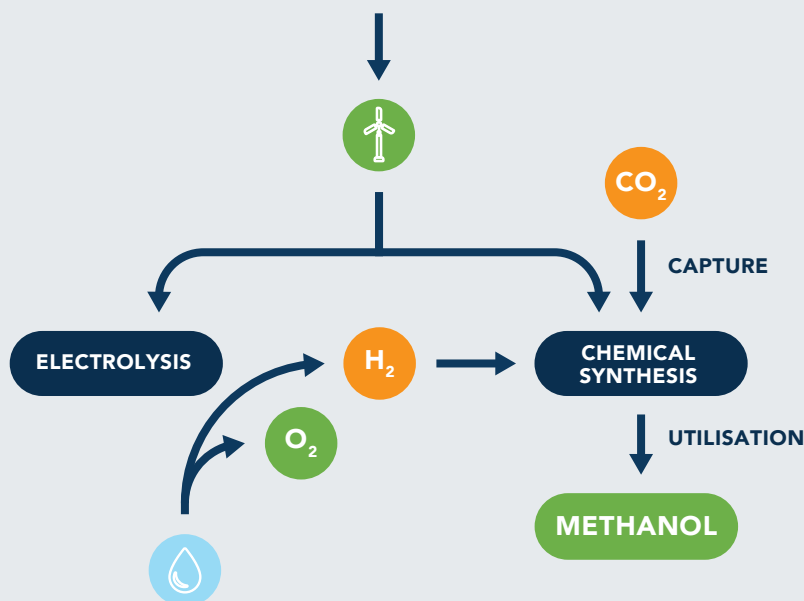 CO₂
CAPTURE
ELECTROLYSIS
H₂
CHEMICAL
SYNTHESIS
O₂
UTILISATION
METHANOL